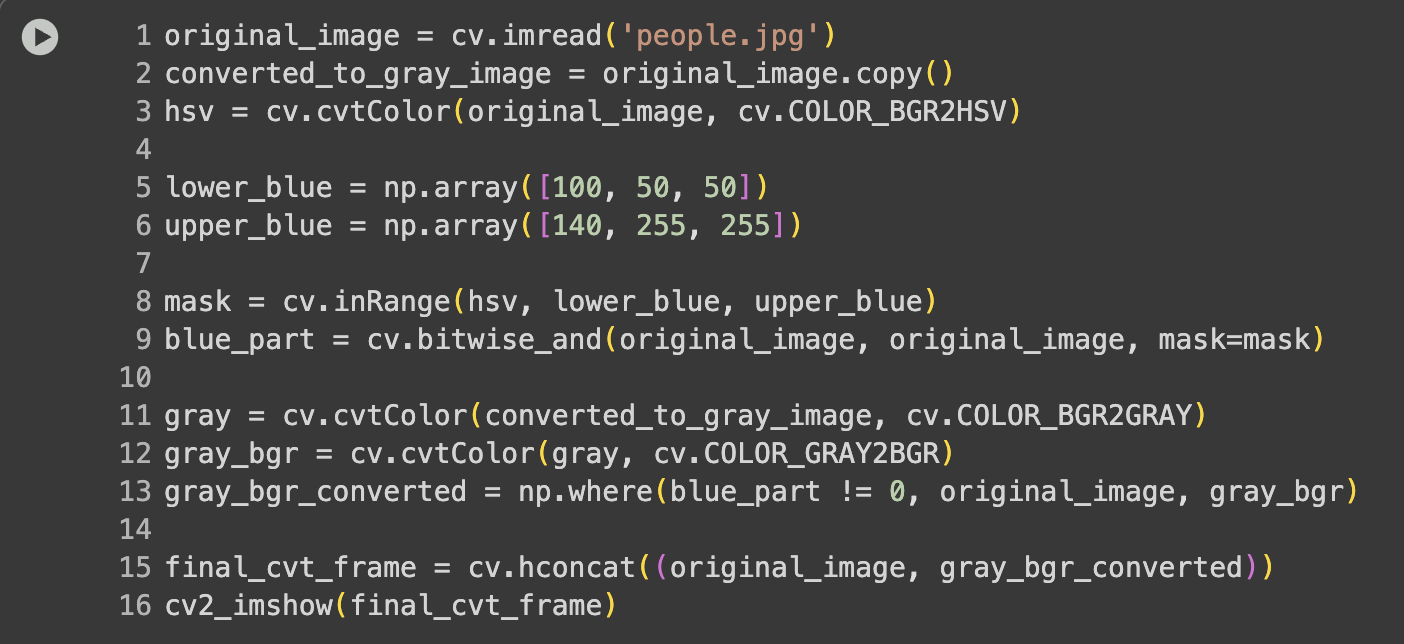 1 original_image = cv.imread('people.jpg')
2 converted_to_gray_image = original_image.copy()
3 hsv = cv.cvtColor(original_image, cv.COLOR_BGR2HSV)
4
5 lower_blue = np.array([100, 50, 50])
6 upper_blue = np.array([140, 255, 255])
7
8 mask = cv.inRange(hsv, lower_blue, upper_blue)
9 blue_part = cv.bitwise_and(original_image, original_image, mask=mask)
10
11 gray = cv.cvtColor(converted_to_gray_image, cv.COLOR_BGR2GRAY)
12 gray_bgr = cv.cvtColor(gray, cv.COLOR_GRAY2BGR)
13 gray_bgr_converted = np.where(blue_part != 0, original_image, gray_bgr)
14
15 final_cvt_frame = cv.hconcat((original_image, gray_bgr_converted))
16 cv2_imshow(final_cvt_frame)